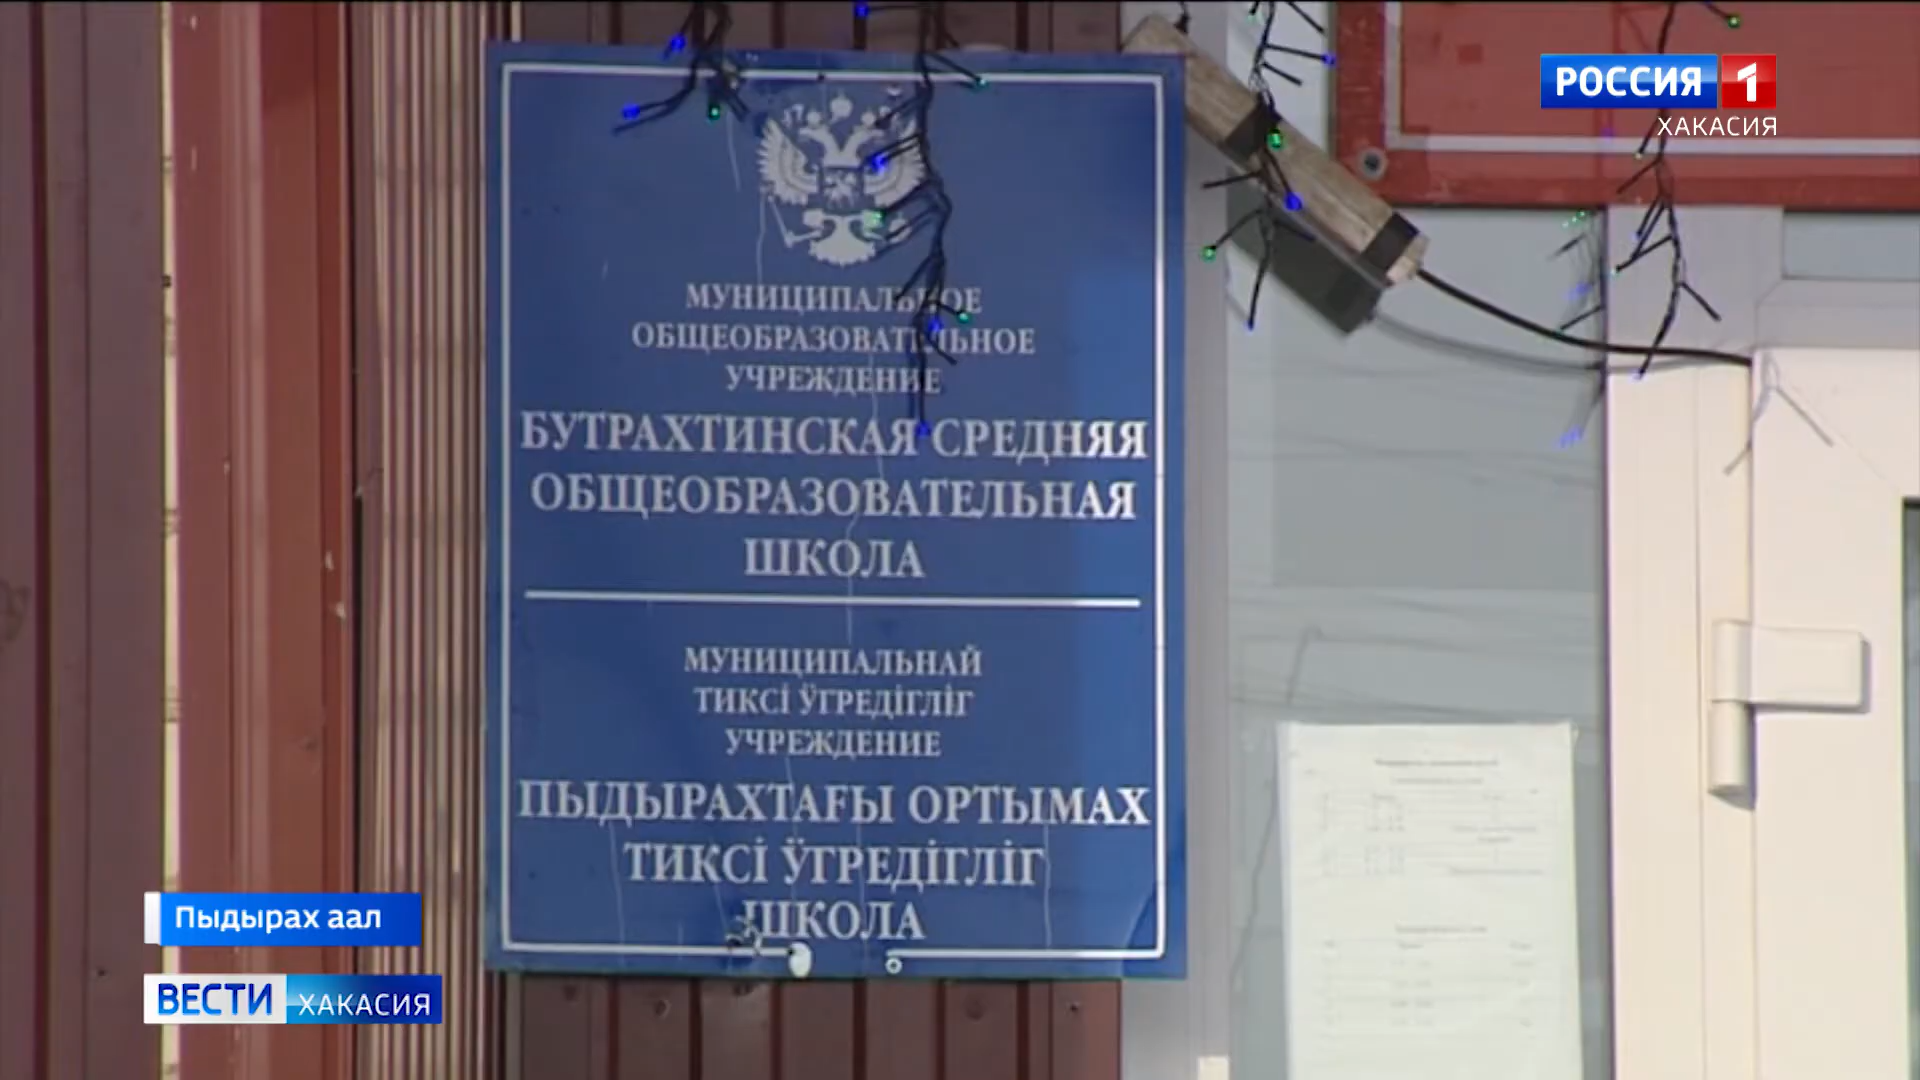 РОССИЯ 1
ХАКАСИЯ
МУНИЦИПАЛЬНОЕ
ОБЩЕОБРАЗОВАТЕЛЬНОЕ
УЧРЕЖДЕНИЕ
БУТРАХТИНСКАЯ СРЕДНЯЯ
ОБЩЕОБРАЗОВАТЕЛЬНАЯ
ШКОЛА
МУНИЦИПАЛЬНАЙ
ТИКСІ ӰГРЕДІГЛІГ
УЧРЕЖДЕНИЕ
ПЫДЫРАХТАҒЫ ОРТЫМАХ
ТИКСІ ӰГРЕДІГЛІГ
ШКОЛА
Пыдырах аал
ВЕСТИ ХАКАСИЯ